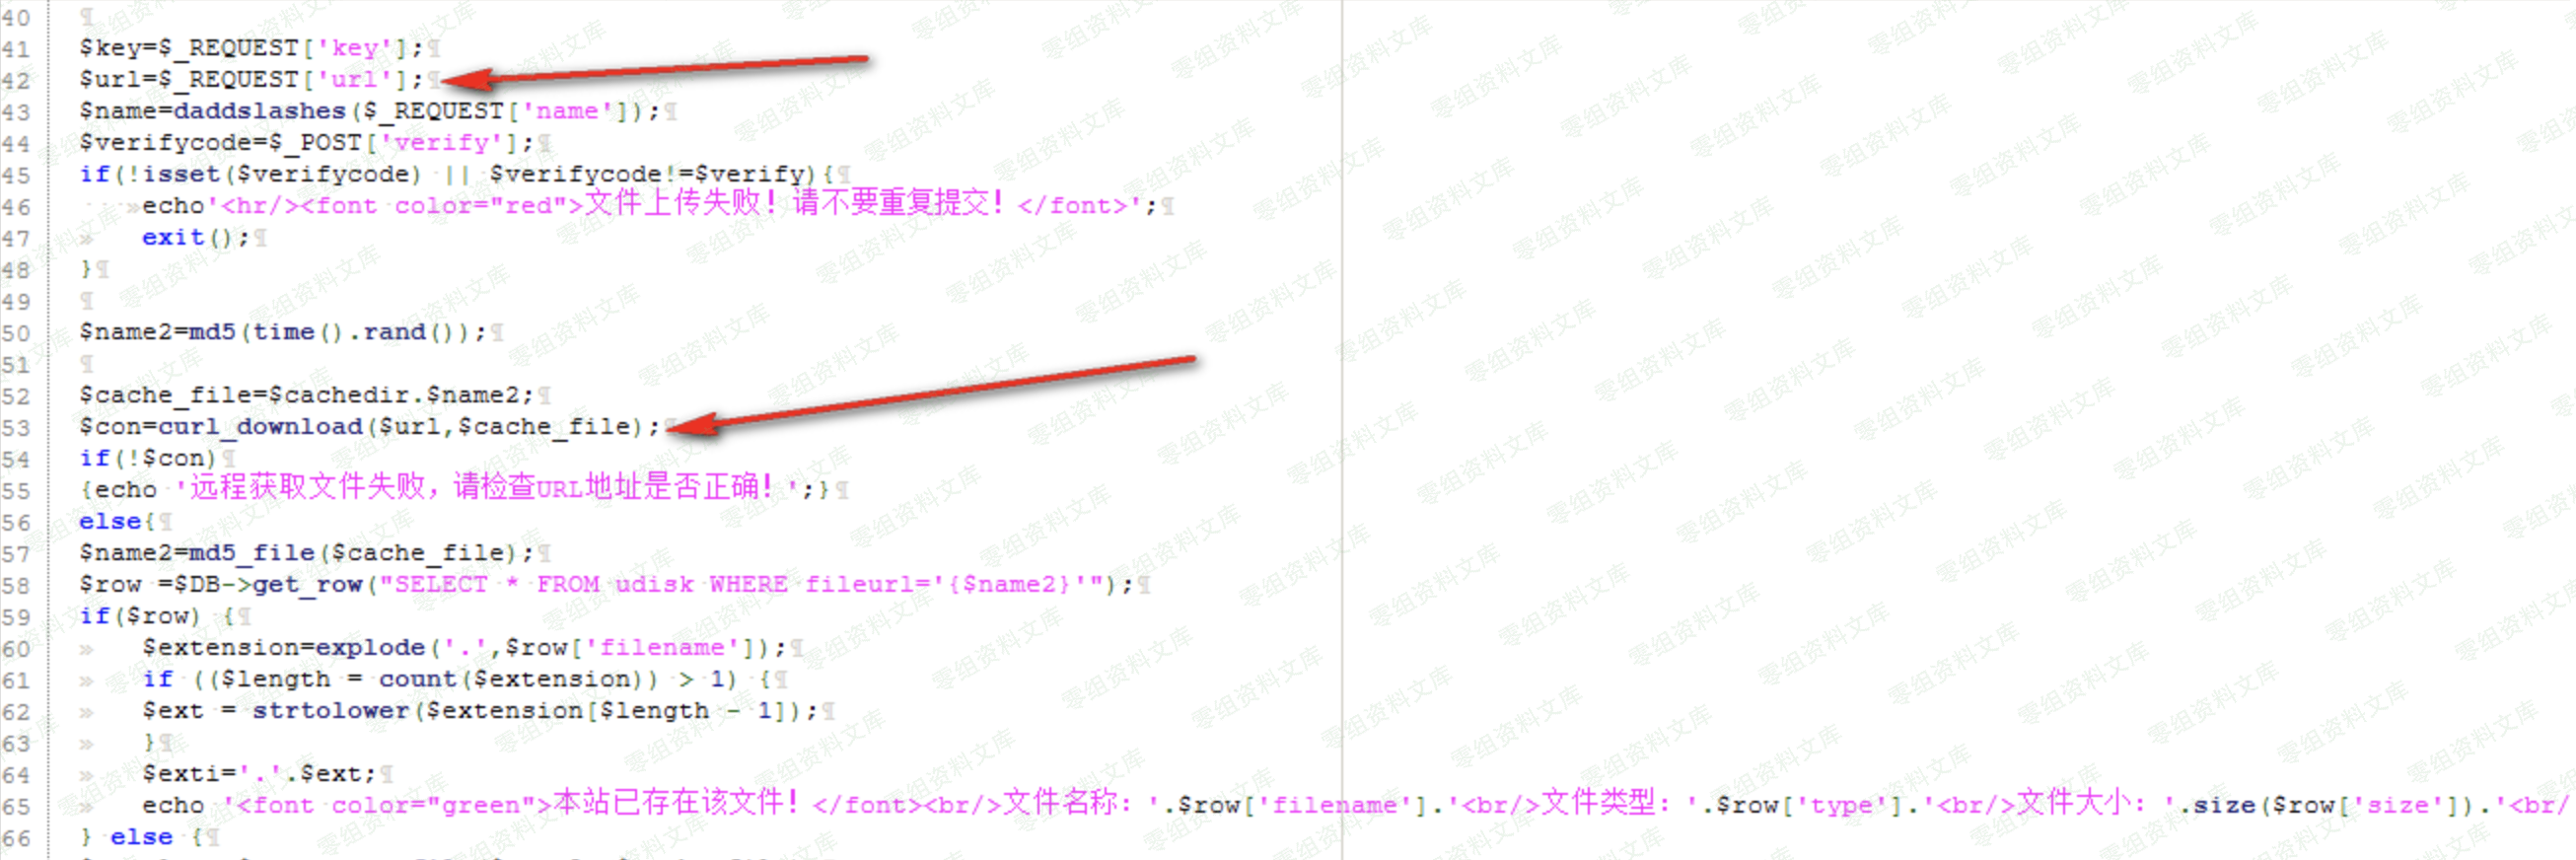 40
41 $key=$_REQUEST['key'];
42 $url=$_REQUEST['url'];
43 $name=daddslashes($_REQUEST['name']);
44 $verifycode=$_POST['verify'];
45 if(!isset($verifycode) || $verifycode!=$verify){
46 echo'<hr/><font color="red">文件上传失败！请不要重复提交！</font>';
47 exit();
48 }
49
50 $name2=md5(time().rand());
51
52 $cache_file=$cachedir.$name2;
53 $con=curl_download($url,$cache_file);
54 if(!$con)
55 {echo '远程获取文件失败，请检查URL地址是否正确！';}
56 else{
57 $name2=md5_file($cache_file);
58 $row =$DB->get_row("SELECT * FROM udisk WHERE fileurl='{$name2}'");
59 if($row) {
60 $extension=explode('.',$row['filename']);
61 if (($length = count($extension)) > 1) {
62 $ext = strtolower($extension[$length - 1]);
63 }
64 $exti='.'.$ext;
65 echo '<font color="green">本站已存在该文件！</font><br/>文件名称：'.$row['filename'].'<br/>文件类型：'.$row['type'].'<br/>文件大小：'.size($row['size']).'<br/
66 } else {
零组资料文库